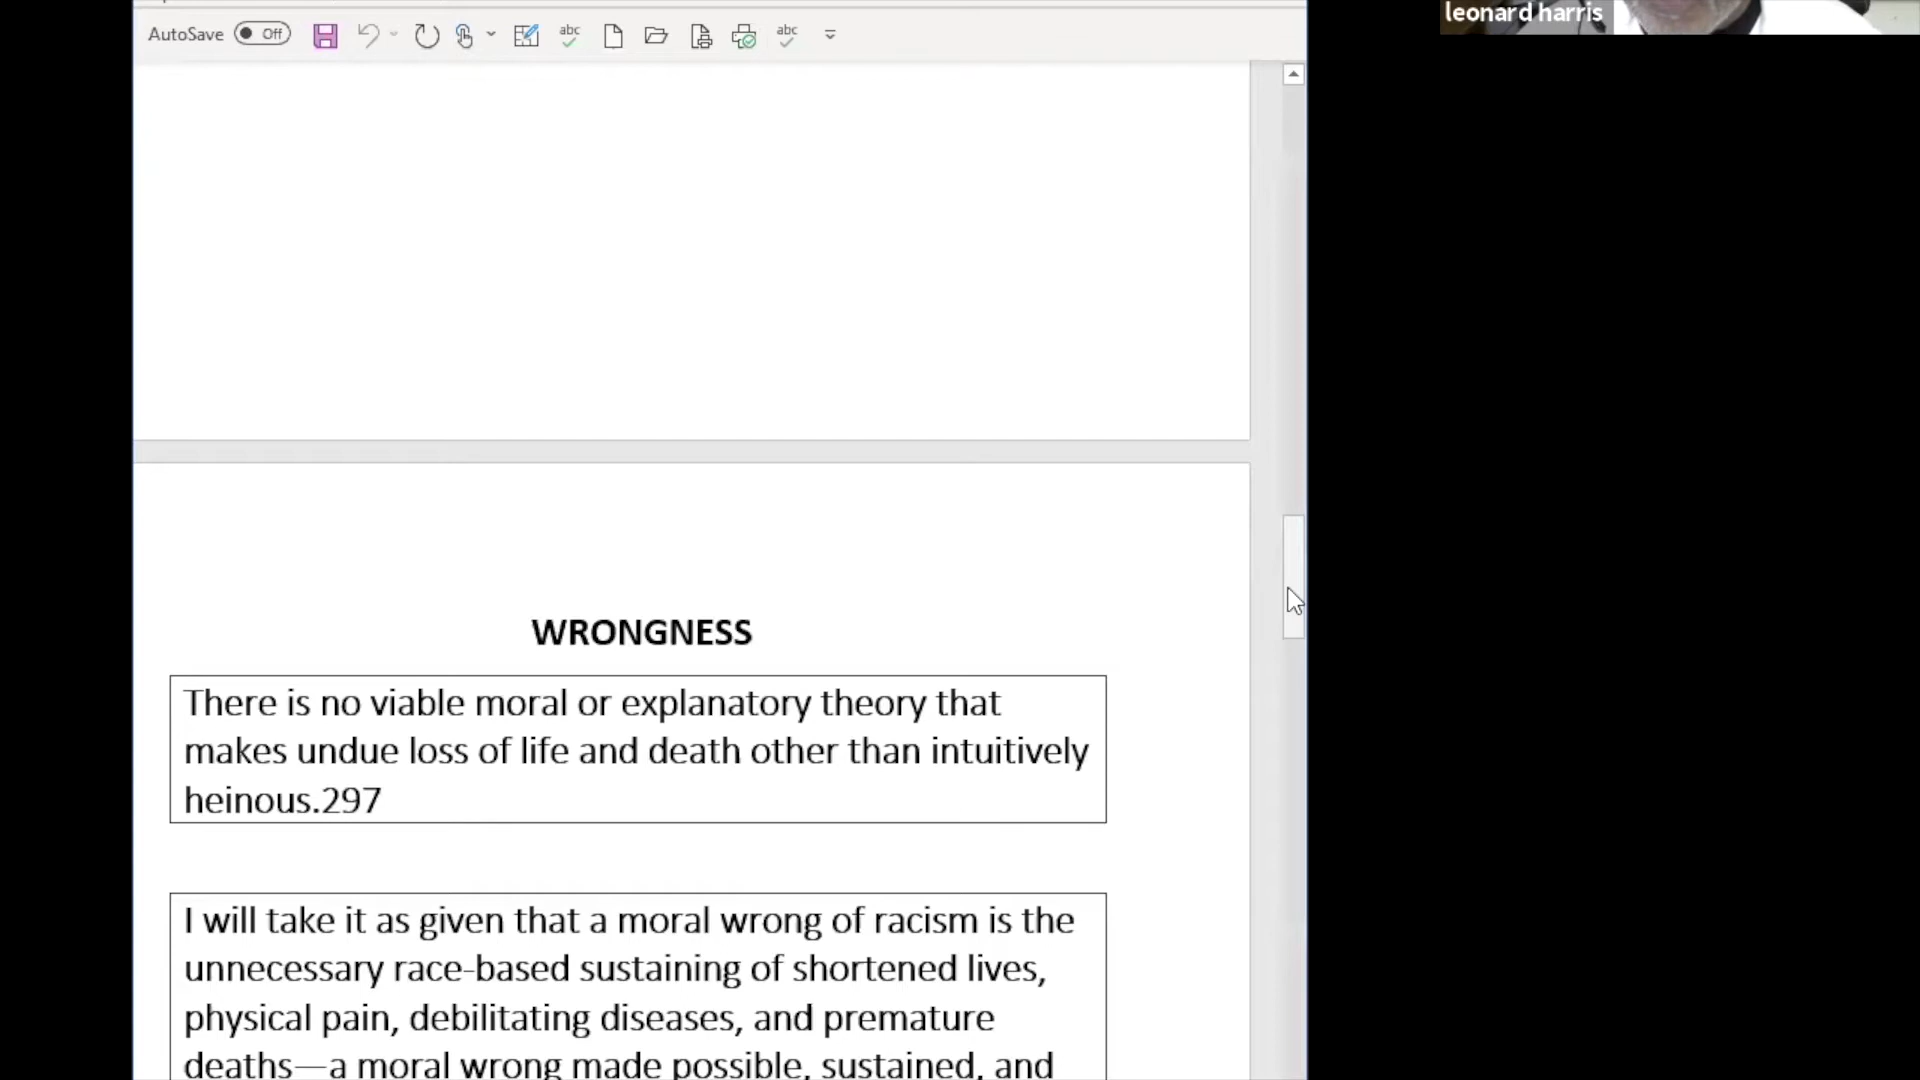 leonard harris
AutoSave Off abc abc
WRONGNESS
There is no viable moral or explanatory theory that
makes undue loss of life and death other than intuitively
heinous.297
I will take it as given that a moral wrong of racism is the
unnecessary race-based sustaining of shortened lives,
physical pain, debilitating diseases, and premature
deaths—a moral wrong made possible, sustained, and